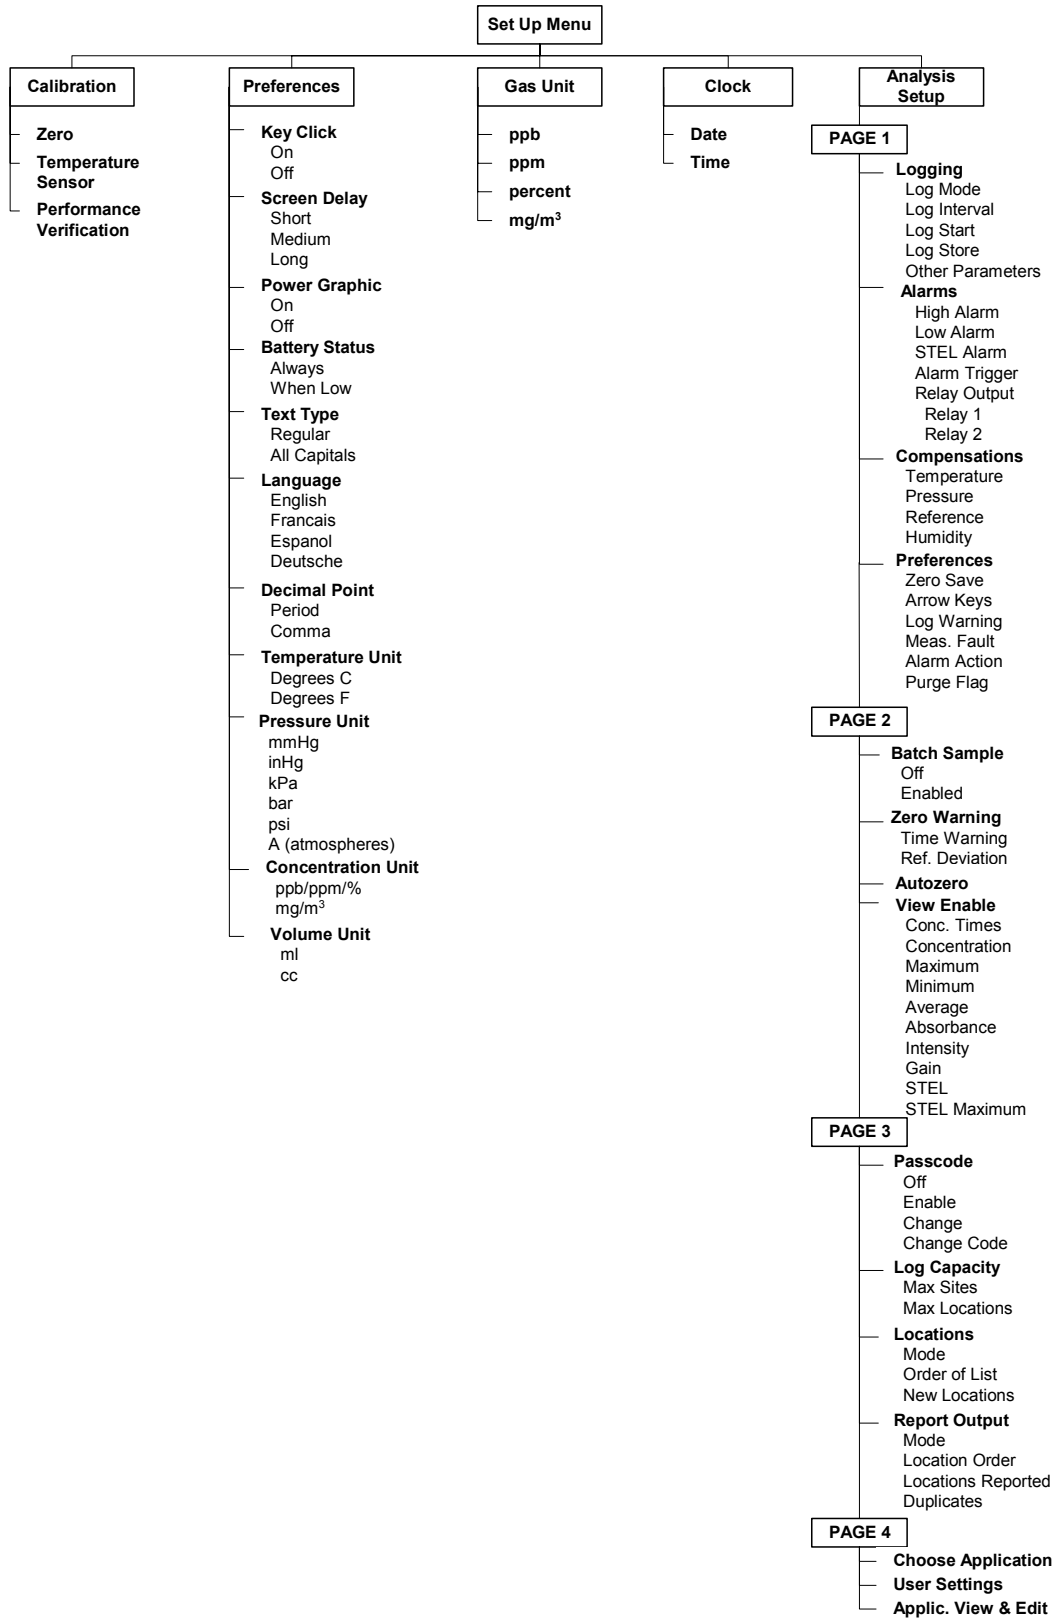 Set Up Menu
Calibration
Zero
Temperature
Sensor
Performance
Verification
Preferences
Key Click
On
Off
Screen Delay
Short
Medium
Long
Power Graphic
On
Off
Battery Status
Always
When Low
Text Type
Regular
All Capitals
Language
English
Francais
Espanol
Deutsche
Decimal Point
Period
Comma
Temperature Unit
Degrees C
Degrees F
Pressure Unit
mmHg
inHg
kPa
bar
psi
A (atmospheres)
Concentration Unit
ppb/ppm/%
mg/m³
Volume Unit
ml
cc
Gas Unit
ppb
ppm
percent
mg/m³
Clock
Date
Time
Analysis
Setup
PAGE 1
Logging
Log Mode
Log Interval
Log Start
Log Store
Other Parameters
Alarms
High Alarm
Low Alarm
STEL Alarm
Alarm Trigger
Relay Output
Relay 1
Relay 2
Compensations
Temperature
Pressure
Reference
Humidity
Preferences
Zero Save
Arrow Keys
Log Warning
Meas. Fault
Alarm Action
Purge Flag
PAGE 2
Batch Sample
Off
Enabled
Zero Warning
Time Warning
Ref. Deviation
Autozero
View Enable
Conc. Times
Concentration
Maximum
Minimum
Average
Absorbance
Intensity
Gain
STEL
STEL Maximum
PAGE 3
Passcode
Off
Enable
Change
Change Code
Log Capacity
Max Sites
Max Locations
Locations
Mode
Order of List
New Locations
Report Output
Mode
Location Order
Locations Reported
Duplicates
PAGE 4
Choose Application
User Settings
Applic. View & Edit